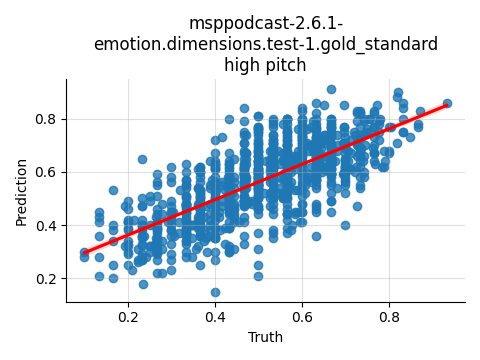 msppodcast-2.6.1-
emotion.dimensions.test-1.gold_standard
high pitch
Prediction
0.8
0.6
0.4
0.2
0.2 0.4 0.6 0.8
Truth